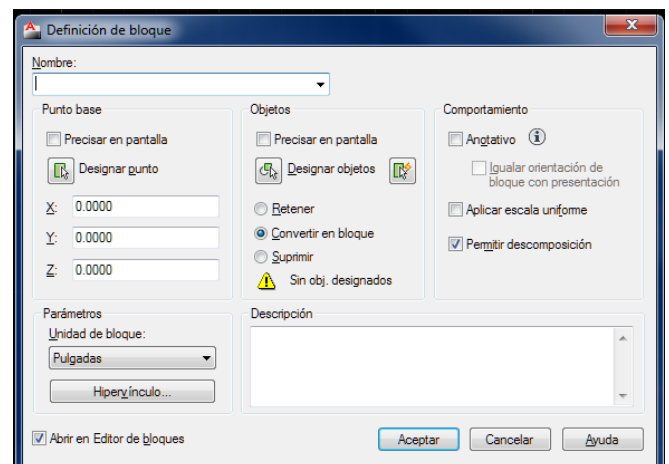 Definición de bloque
Nombre:
Punto base
Precisar en pantalla
Designar punto
X: 0.0000
Y: 0.0000
Z: 0.0000
Objetos
Precisar en pantalla
Designar objetos
Retener
Convertir en bloque
Suprimir
Sin obj. designados
Comportamiento
Anotativo
Igualar orientación de
bloque con presentación
Aplicar escala uniforme
Permitir descomposición
Parámetros
Unidad de bloque:
Pulgadas
Hipervínculo...
Descripción
Abrir en Editor de bloques
Aceptar
Cancelar
Ayuda